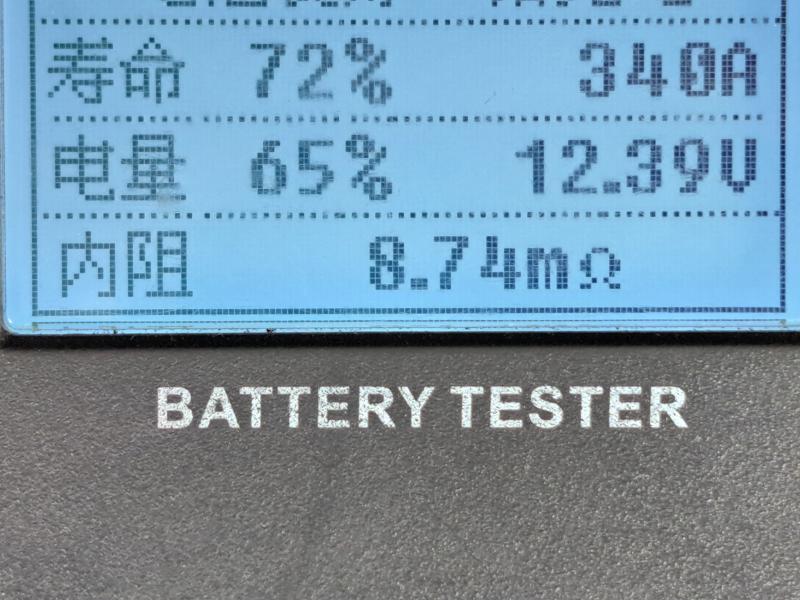 寿命 72% 340A
电量 65% 12.39V
内阻 8.74mΩ
BATTERY TESTER